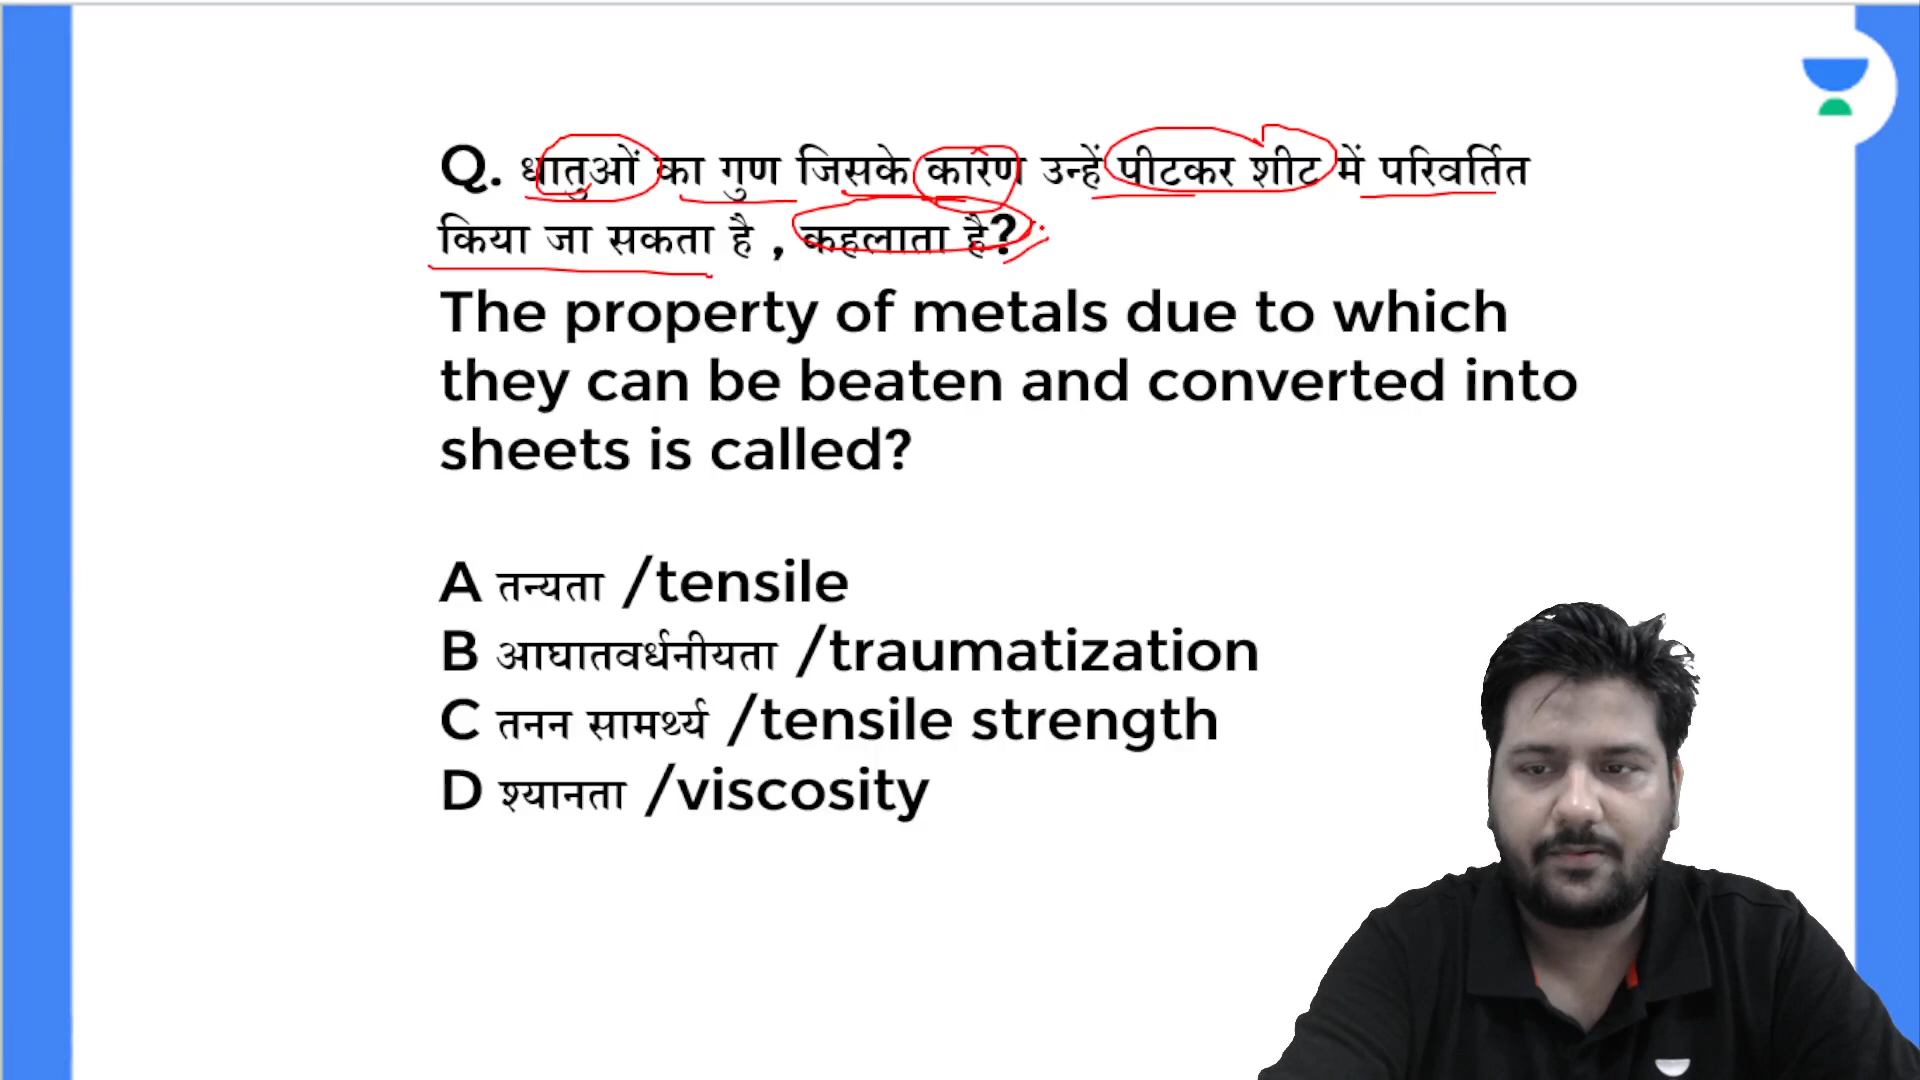 Q. धातुओं का गुण जिसके कारण उन्हें पीटकर शीट में परिवर्तित
किया जा सकता है , कहलाता है?
The property of metals due to which
they can be beaten and converted into
sheets is called?
A तन्यता /tensile
B आघातवर्धनीयता /traumatization
C तनन सामर्थ्य /tensile strength
D श्यानता /viscosity